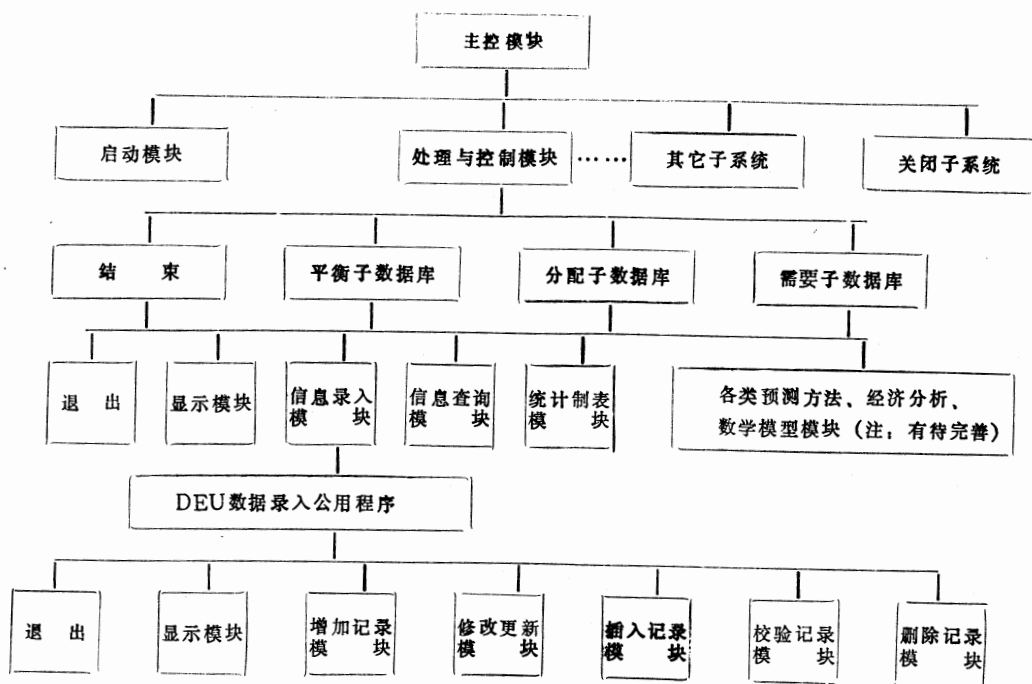 主控模块
启动模块
处理与控制模块
……
其它子系统
关闭子系统
结 束
平衡子数据库
分配子数据库
需要子数据库
退 出
显示模块
信息录入
模 块
信息查询
模 块
统计制表
模 块
各类预测方法、经济分析、
数学模型模块（注：有待完善）
DEU数据录入公用程序
退 出
显示模块
增加记录
模 块
修改更新
模 块
插入记录
模 块
校验记录
模 块
删除记录
模 块